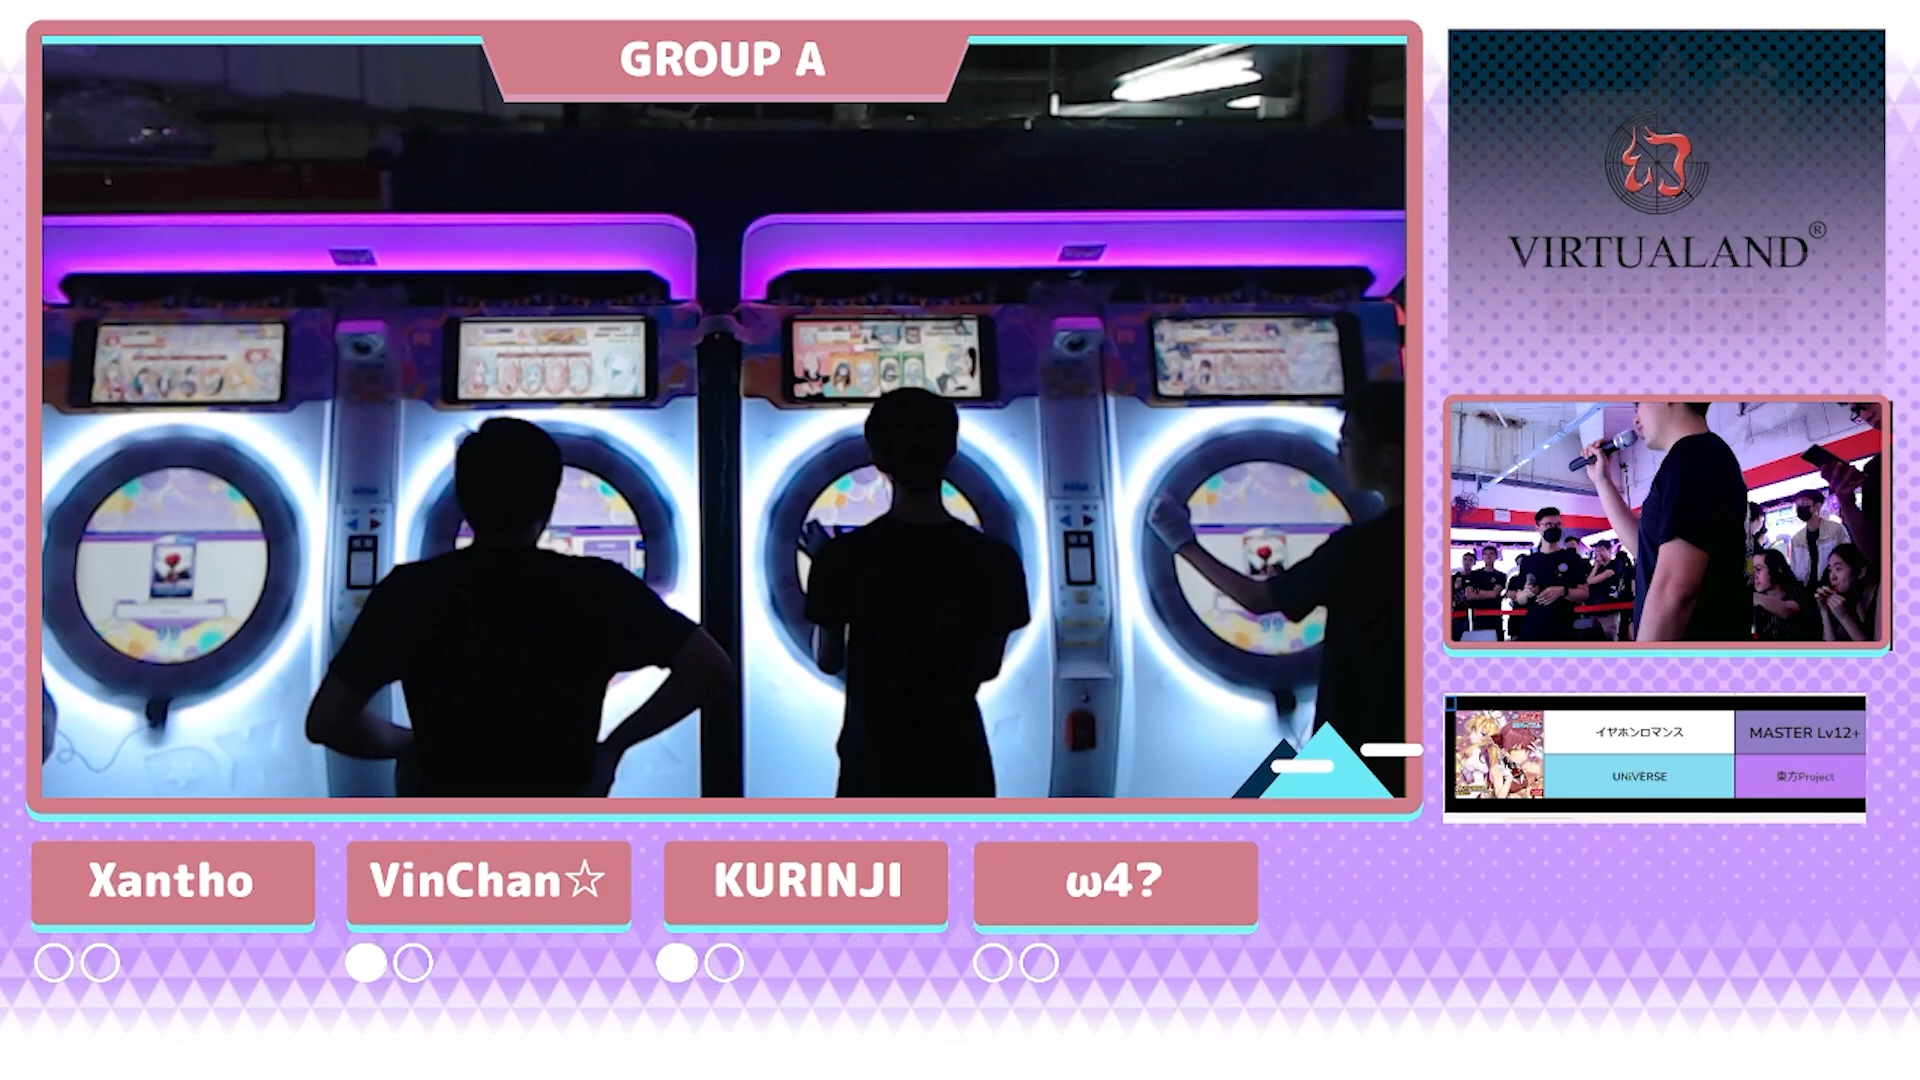 GROUP A
幻
VIRTUALAND®
イヤホンロマンス
MASTER Lv12+
UNiVERSE
東方Project
Xantho
VinChan☆
KURINJI
ω4?